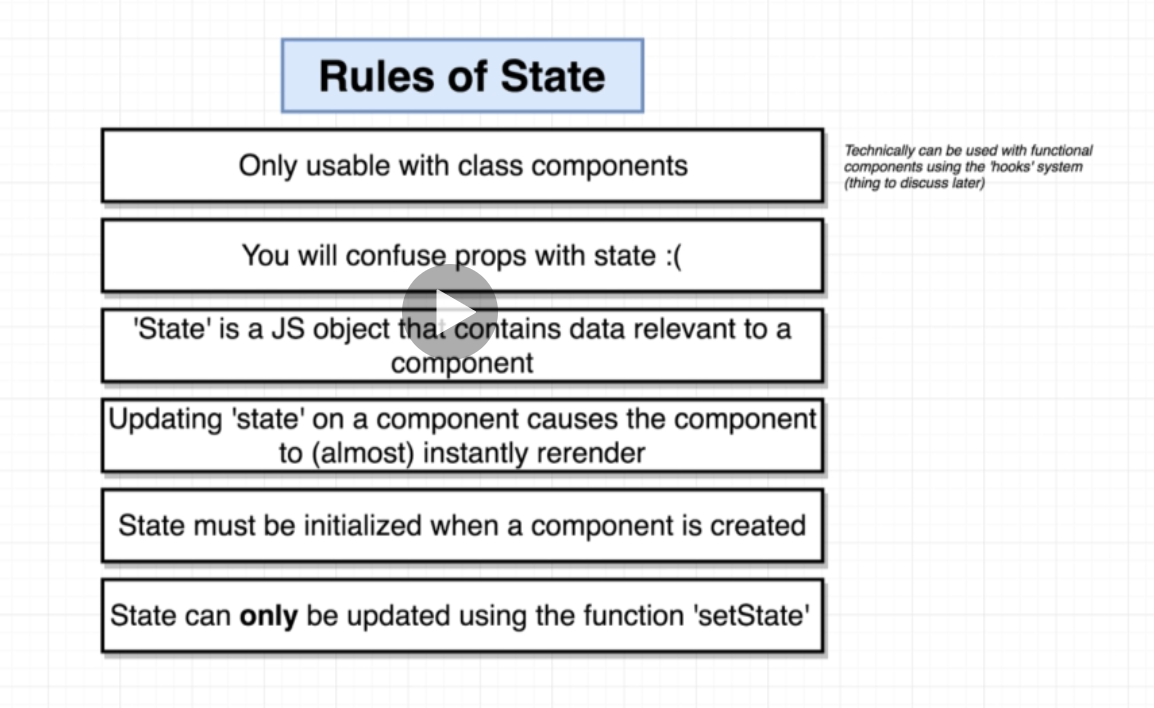 Rules of State
Only usable with class components
Technically can be used with functional
components using the 'hooks' system
(thing to discuss later)
You will confuse props with state :(
'State' is a JS object that contains data relevant to a
component
Updating 'state' on a component causes the component
to (almost) instantly rerender
State must be initialized when a component is created
State can only be updated using the function 'setState'